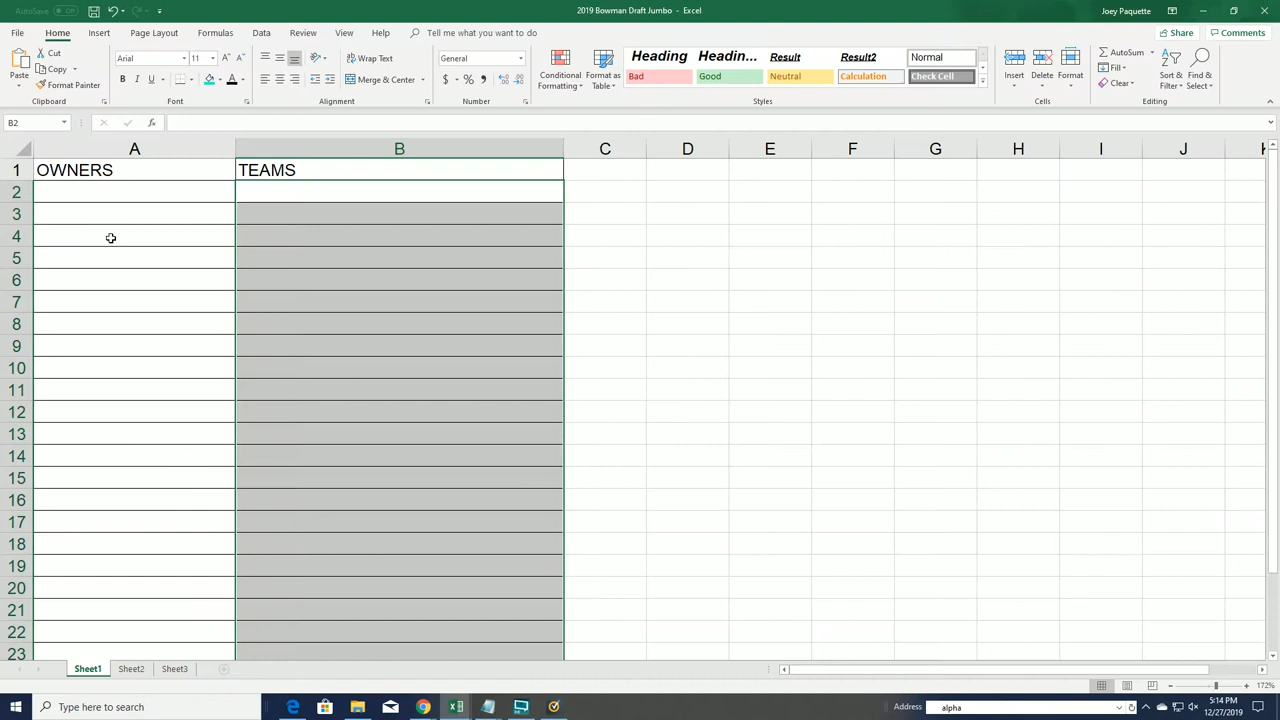 AutoSave Off
2019 Bowman Draft Jumbo - Excel
Joey Paquette
File Home Insert Page Layout Formulas Data Review View Help Tell me what you want to do
Share Comments
Paste
Cut
Copy
Format Painter
Clipboard
Arial 11
B I U
Font
Wrap Text
Merge & Center
Alignment
General
$ % 9
Number
Conditional Formatting
Format as Table
Heading Headin... Result Result2 Normal
Bad Good Neutral Calculation Check Cell
Styles
Insert Delete Format
Cells
AutoSum
Fill
Clear
Sort & Filter
Find & Select
Editing
B2
fx
A B C D E F G H I J
1 OWNERS TEAMS
2
3
4
5
6
7
8
9
10
11
12
13
14
15
16
17
18
19
20
21
22
23
Sheet1 Sheet2 Sheet3
172%
Type here to search
Address alpha
5:14 PM
12/27/2019